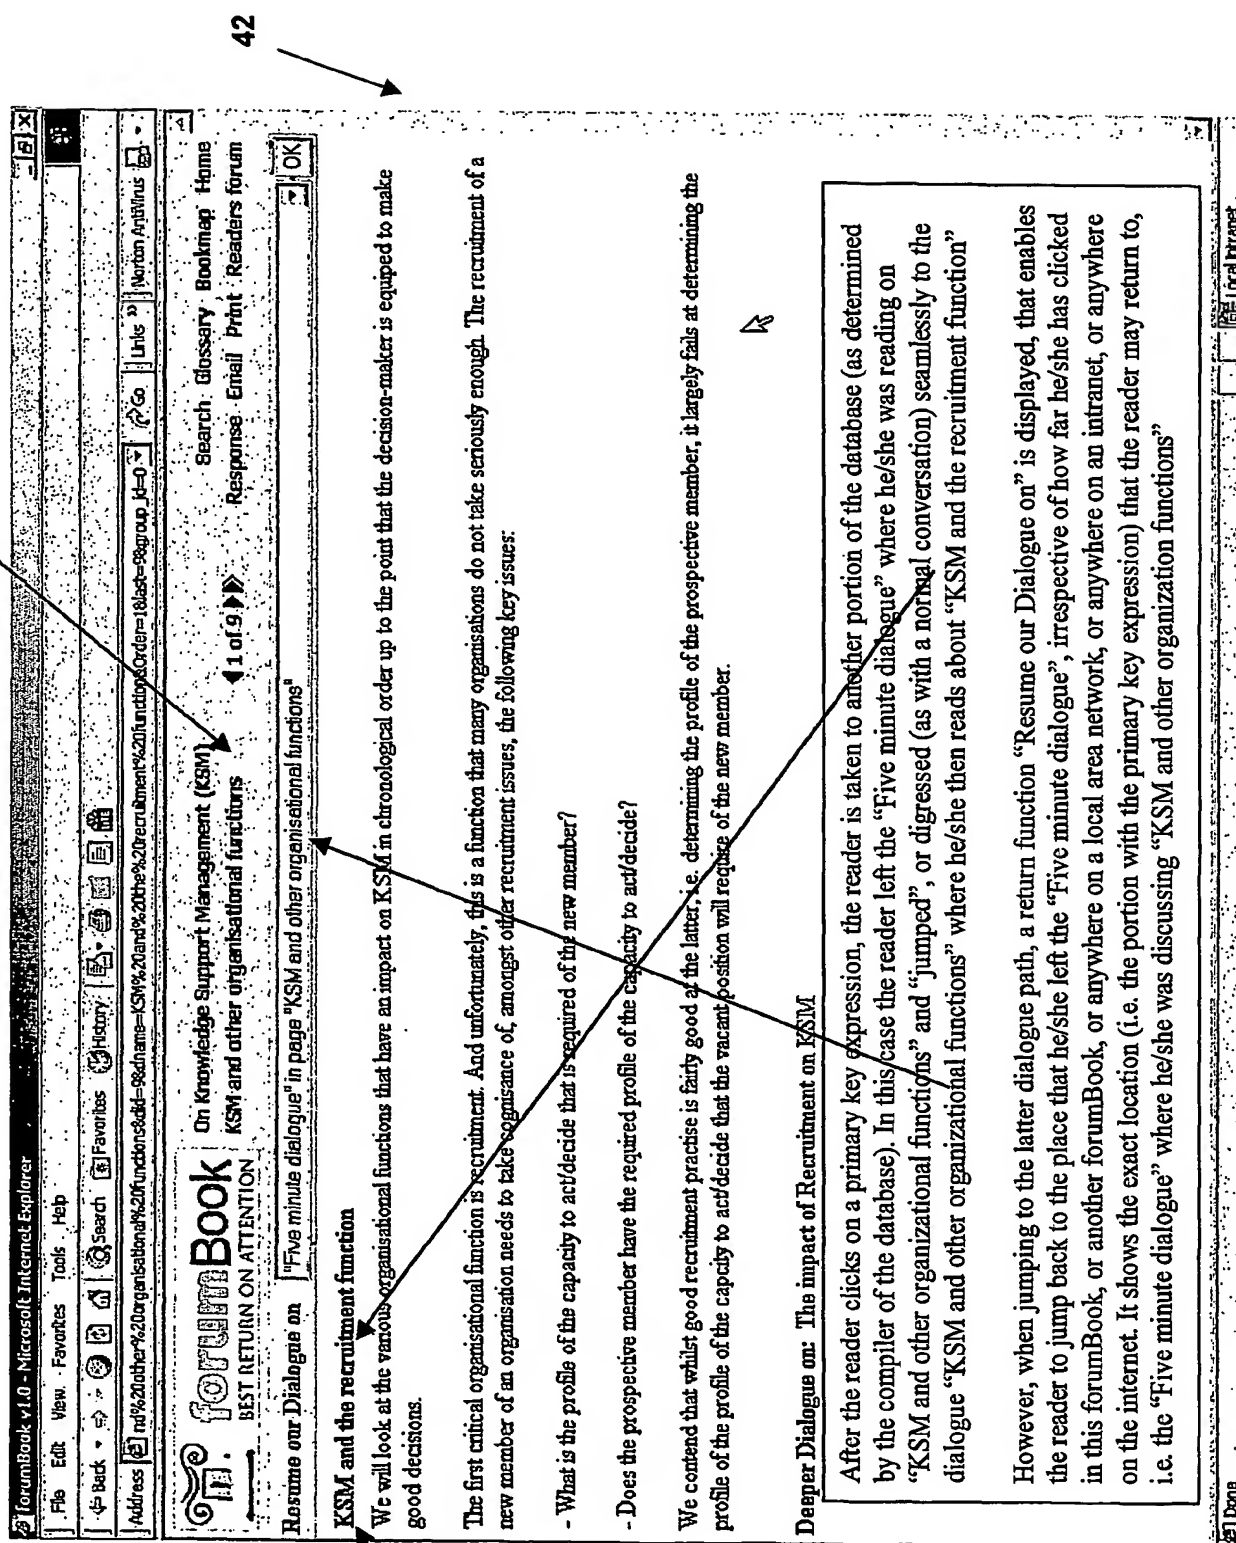 42
forumBook v1.0 - Microsoft Internet Explorer
File Edit View Favorites Tools Help
Back Search Favorites History
Address nd%20other%20organisational%20functions&did=9&dname=KSM%20and%20the%20recruitment%20function&Order=1&last=9&group_id=0 Go Links » Norton AntiVirus
forumBook
BEST RETURN ON ATTENTION
On Knowledge Support Management (KSM)
KSM and other organisational functions
1 of 9
Search Glossary Bookmap Home
Response Email Print Readers forum
Resume our Dialogue on "Five minute dialogue" in page "KSM and other organisational functions" OK
KSM and the recruitment function
We will look at the various organisational functions that have an impact on KSM in chronological order up to the point that the decision-maker is equiped to make
good decisions.
The first critical organisational function is recruitment. And unfortunately, this is a function that many organisations do not take seriously enough. The recruitment of a
new member of an organisation needs to take cognisance of, amongst other recruitment issues, the following key issues:
- What is the profile of the capacity to act/decide that is required of the new member?
- Does the prospective member have the required profile of the capacity to act/decide?
We contend that whilst good recruitment practise is fairly good at the latter, i.e. determining the profile of the prospective member, it largely fails at determining the
profile of the profile of the capcity to act/decide that the vacant position will require of the new member.
Deeper Dialogue on: The impact of Recruitment on KSM
After the reader clicks on a primary key expression, the reader is taken to another portion of the database (as determined
by the compiler of the database). In this case the reader left the “Five minute dialogue” where he/she was reading on
“KSM and other organizational functions” and “jumped”, or digressed (as with a normal conversation) seamlessly to the
dialogue “KSM and other organizational functions” where he/she then reads about “KSM and the recruitment function”
However, when jumping to the latter dialogue path, a return function “Resume our Dialogue on” is displayed, that enables
the reader to jump back to the place that he/she left the “Five minute dialogue”, irrespective of how far he/she has clicked
in this forumBook, or another forumBook, or anywhere on a local area network, or anywhere on an intranet, or anywhere
on the internet. It shows the exact location (i.e. the portion with the primary key expression) that the reader may return to,
i.e. the “Five minute dialogue” where he/she was discussing “KSM and other organization functions”
Done Local intranet